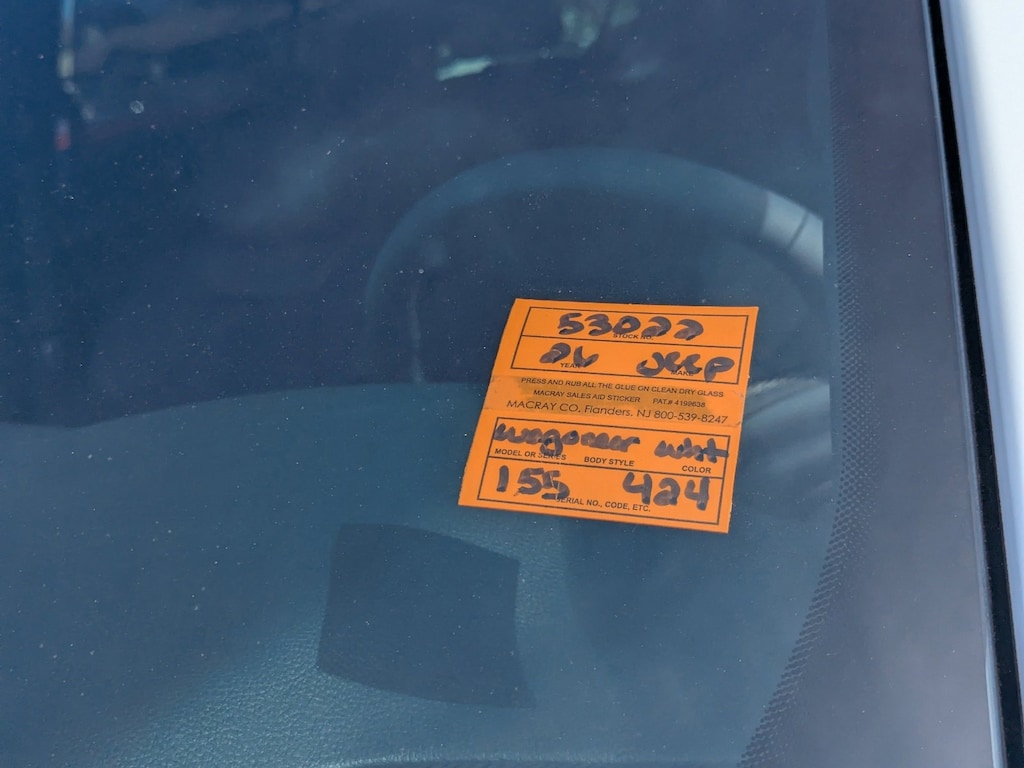 53022
STOCK NO.
26 Jeep
YEAR MAKE
PRESS AND RUB ALL THE GLUE ON CLEAN DRY GLASS
MACRAY SALES AID STICKER PAT.# 4199638
MACRAY CO. Flanders, NJ 800-539-8247
wagoneer wht
MODEL OR SERIES BODY STYLE COLOR
155 424
SERIAL NO., CODE, ETC.